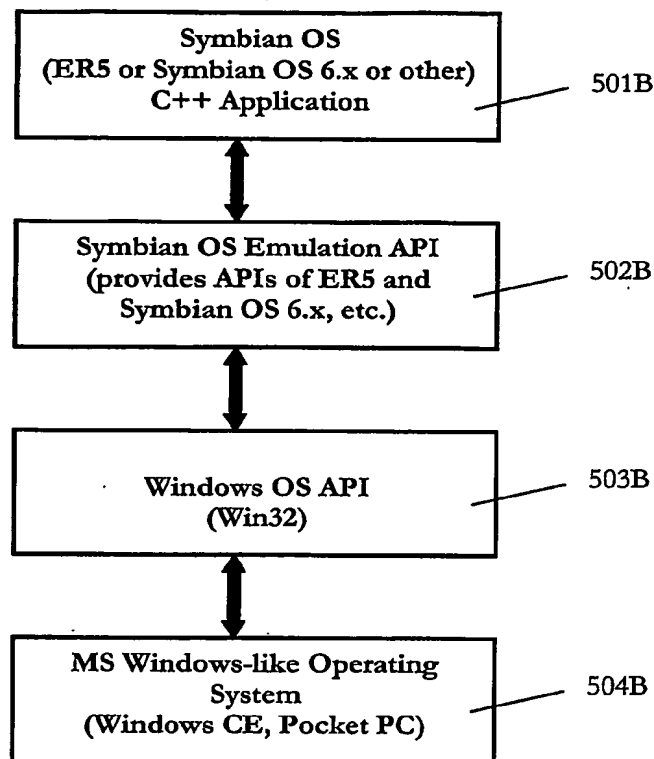 Symbian OS
(ER5 or Symbian OS 6.x or other)
C++ Application
501B
Symbian OS Emulation API
(provides APIs of ER5 and
Symbian OS 6.x, etc.)
502B
Windows OS API
(Win32)
503B
MS Windows-like Operating
System
(Windows CE, Pocket PC)
504B